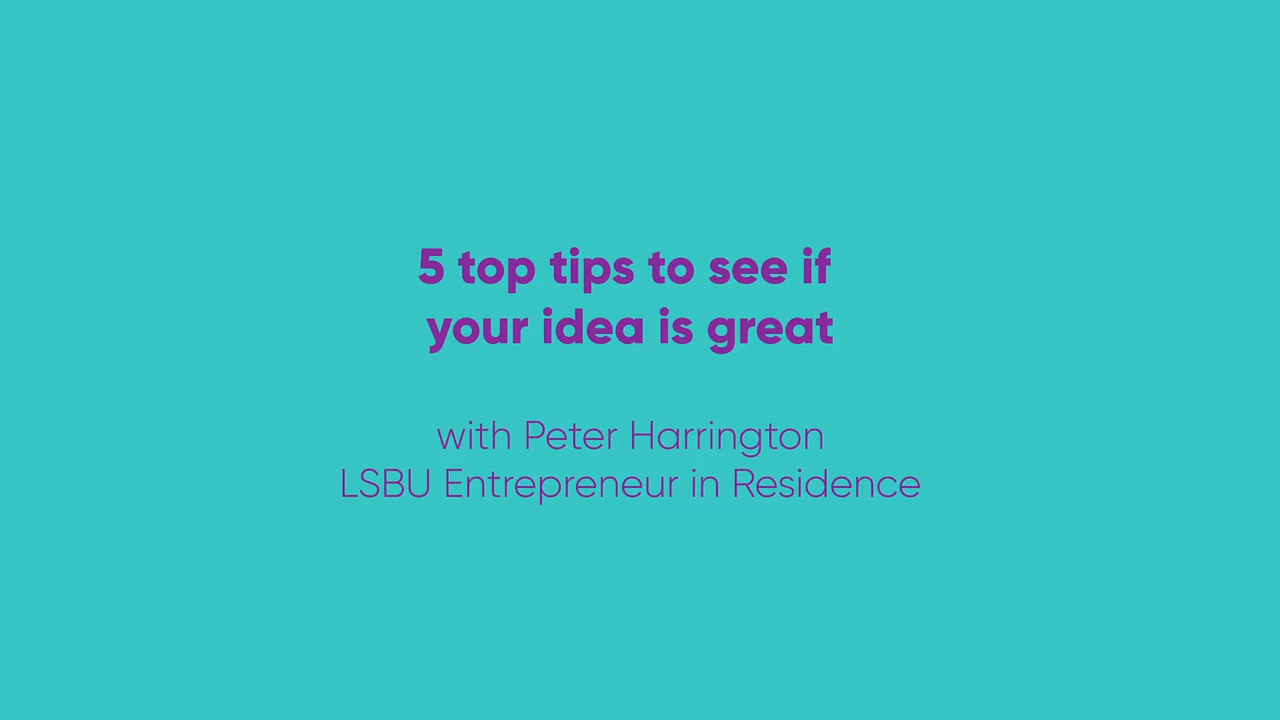 5 top tips to see if
your idea is great
with Peter Harrington
LSBU Entrepreneur in Residence